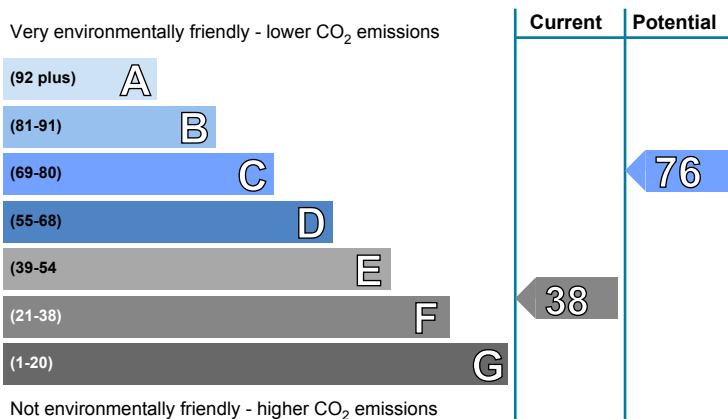 Current Potential
Very environmentally friendly - lower CO₂ emissions
(92 plus) A
(81-91) B
(69-80) C
76
(55-68) D
(39-54 E
38
(21-38) F
(1-20) G
Not environmentally friendly - higher CO₂ emissions